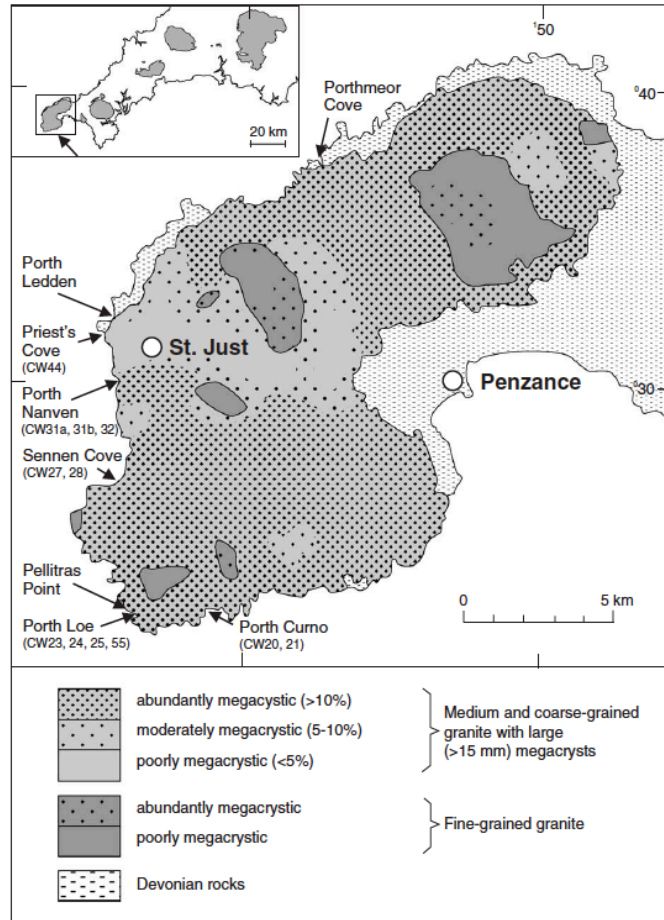 20 km
¹50
⁰40
Porthmeor
Cove
Porth
Ledden
Priest's
Cove
(CW44)
St. Just
Penzance
⁰30
Porth
Nanven
(CW31a, 31b, 32)
Sennen Cove
(CW27, 28)
Pellitras
Point
Porth Loe
(CW23, 24, 25, 55)
Porth Curno
(CW20, 21)
0 5 km
abundantly megacystic (>10%)
moderately megacrystic (5-10%)
poorly megacrystic (<5%)
Medium and coarse-grained
granite with large
(>15 mm) megacrysts
abundantly megacrystic
poorly megacrystic
Fine-grained granite
Devonian rocks